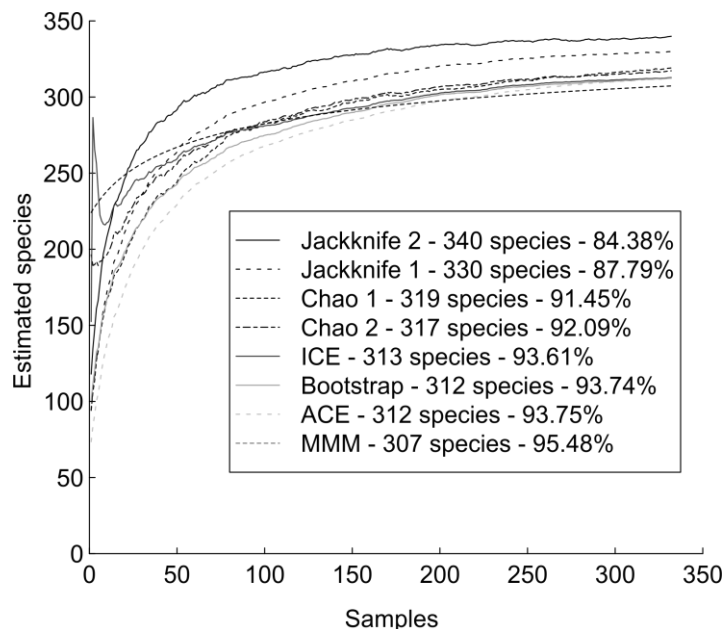 350
300
250
200
150
100
50
0
Estimated species
Jackknife 2 - 340 species - 84.38%
Jackknife 1 - 330 species - 87.79%
Chao 1 - 319 species - 91.45%
Chao 2 - 317 species - 92.09%
ICE - 313 species - 93.61%
Bootstrap - 312 species - 93.74%
ACE - 312 species - 93.75%
MMM - 307 species - 95.48%
0 50 100 150 200 250 300 350
Samples